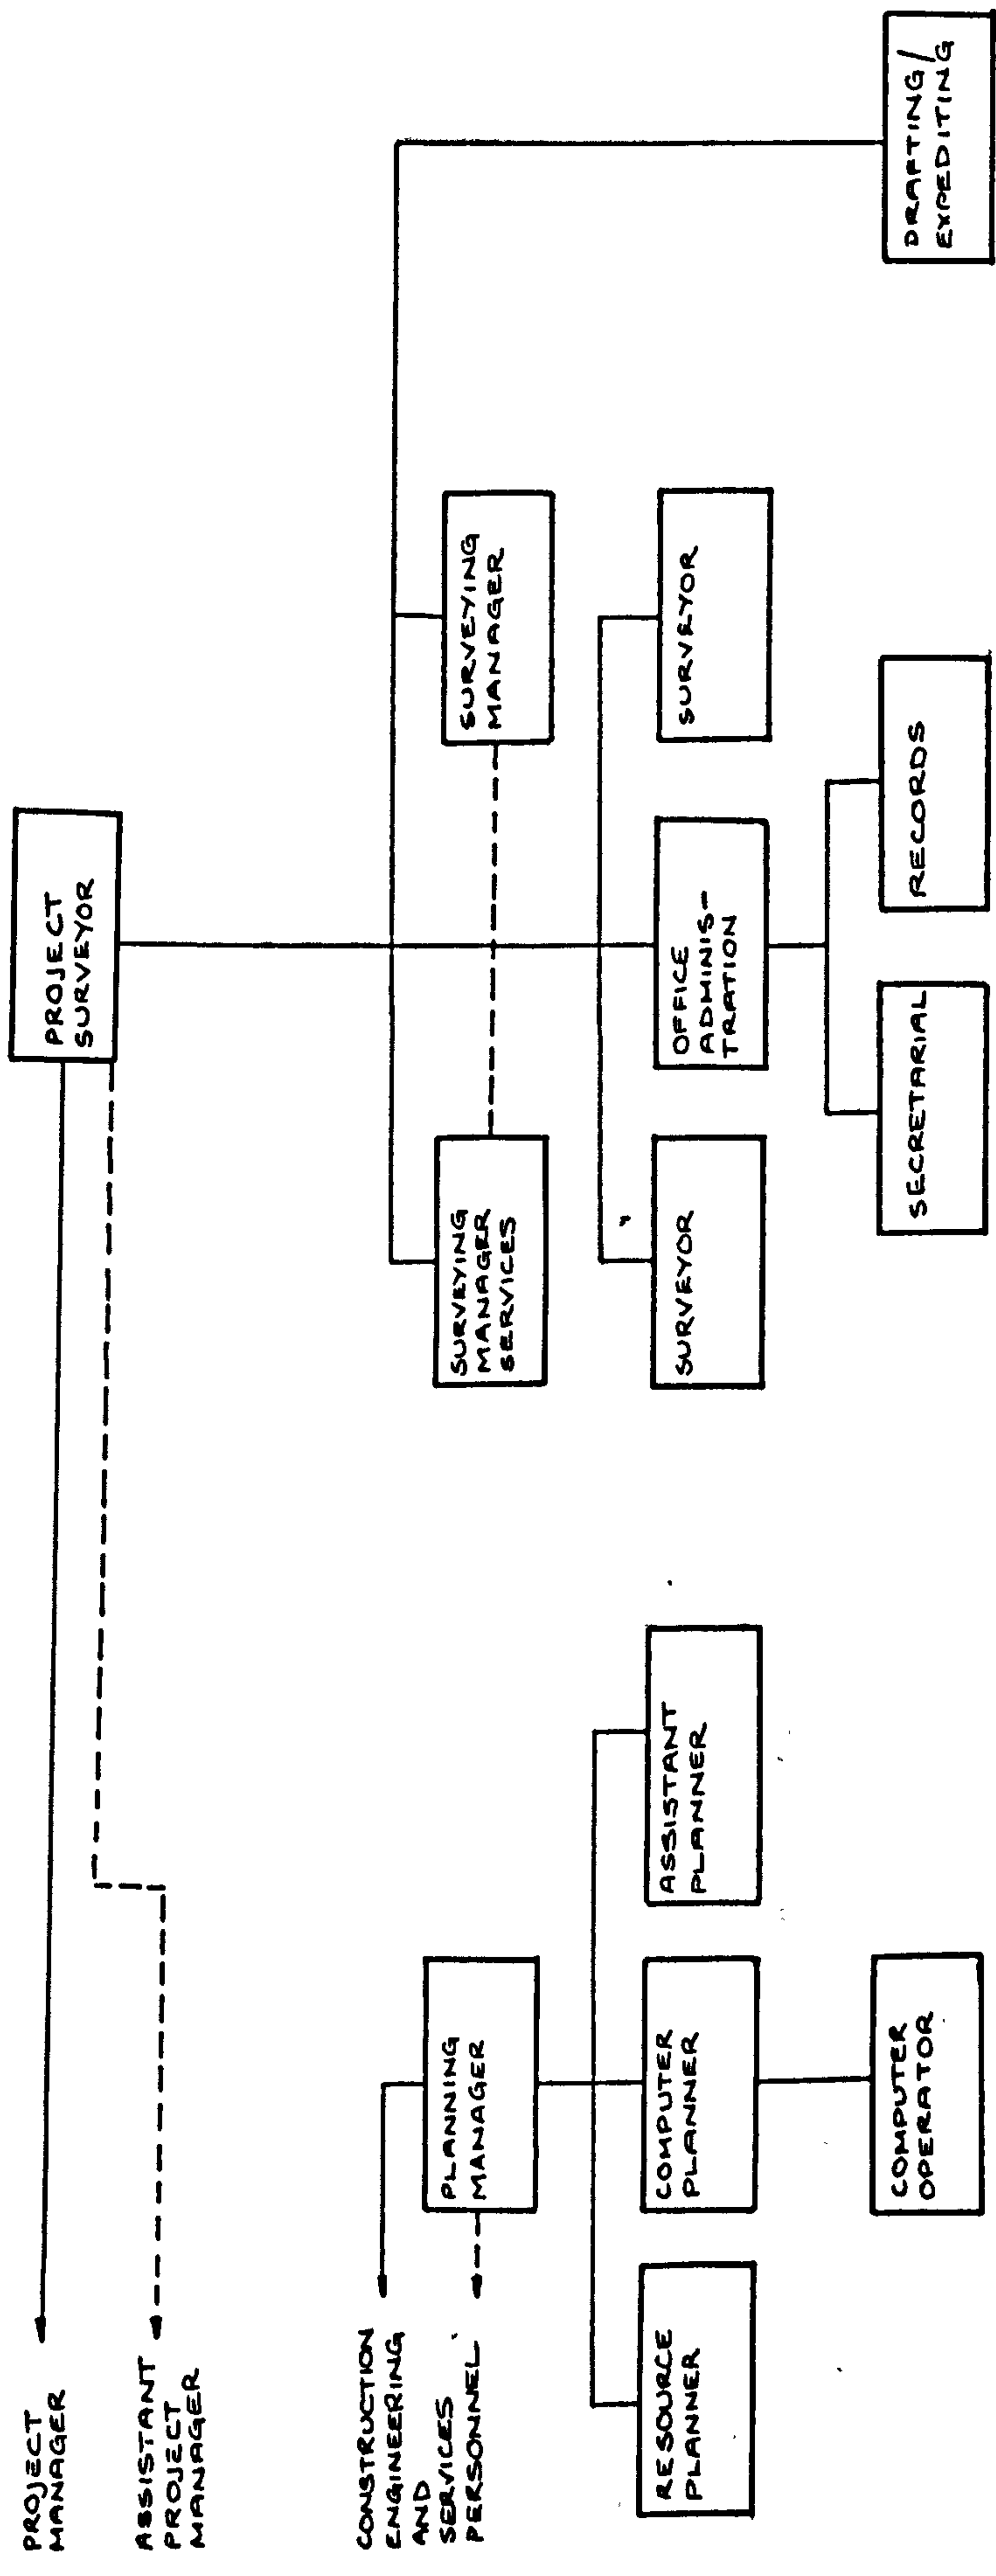 PROJECT
MANAGER
ASSISTANT
PROJECT
MANAGER
PROJECT
SURVEYOR
CONSTRUCTION
ENGINEERING
AND
SERVICES
PERSONNEL
PLANNING
MANAGER
SURVEYING
MANAGER
SERVICES
SURVEYING
MANAGER
RESOURCE
PLANNER
COMPUTER
PLANNER
ASSISTANT
PLANNER
SURVEYOR
OFFICE
ADMINIS-
TRATION
SURVEYOR
COMPUTER
OPERATOR
SECRETARIAL
RECORDS
DRAFTING/
EXPEDITING